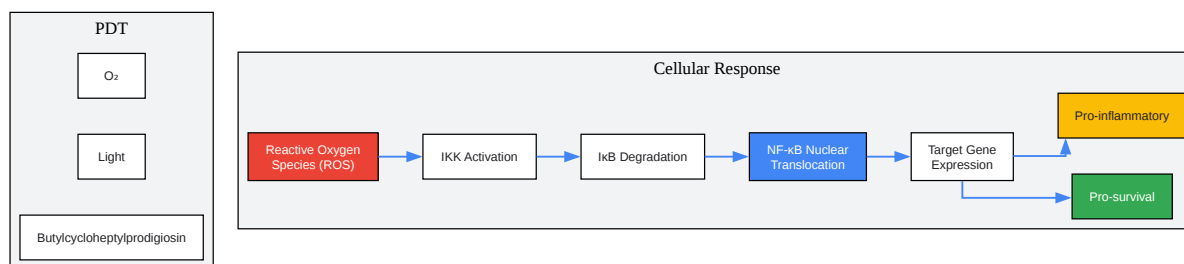 PDT
O₂
Light
Butylcycloheptylprodigiosin
Cellular Response
Reactive Oxygen
Species (ROS)
IKK Activation
IκB Degradation
NF-κB Nuclear
Translocation
Target Gene
Expression
Pro-inflammatory
Pro-survival